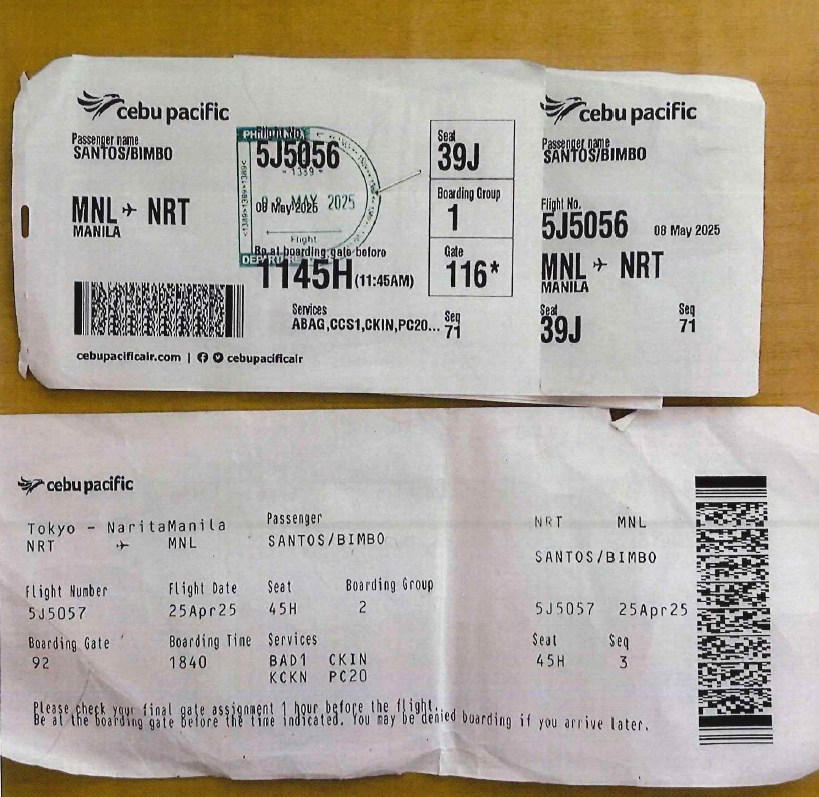 cebu pacific
Passenger name
SANTOS/BIMBO
MNL NRT
MANILA
5J5056
1389
08 May 2025
MAY 2025
Flight
Be at boarding gate before
1145H (11:45AM)
Seat
39J
Boarding Group
1
Gate
116*
Services
ABAG,CCS1,CKIN,PC20...
Seq
71
cebupacificair.com | cebupacificair
cebu pacific
Passenger name
SANTOS/BIMBO
Flight No.
5J5056 08 May 2025
MNL NRT
MANILA
Seat
39J
Seq
71
cebu pacific
Tokyo - NaritaManila
NRT MNL
Passenger
SANTOS/BIMBO
Flight Number
5J5057
Flight Date
25Apr25
Seat
45H
Boarding Group
2
Boarding Gate
92
Boarding Time
1840
Services
BAD1 CKIN
KCKN PC20
Please check your final gate assignment 1 hour before the flight.
Be at the boarding gate before the time indicated. You may be denied boarding if you arrive later.
NRT MNL
SANTOS/BIMBO
5J5057 25Apr25
Seat
45H
Seq
3